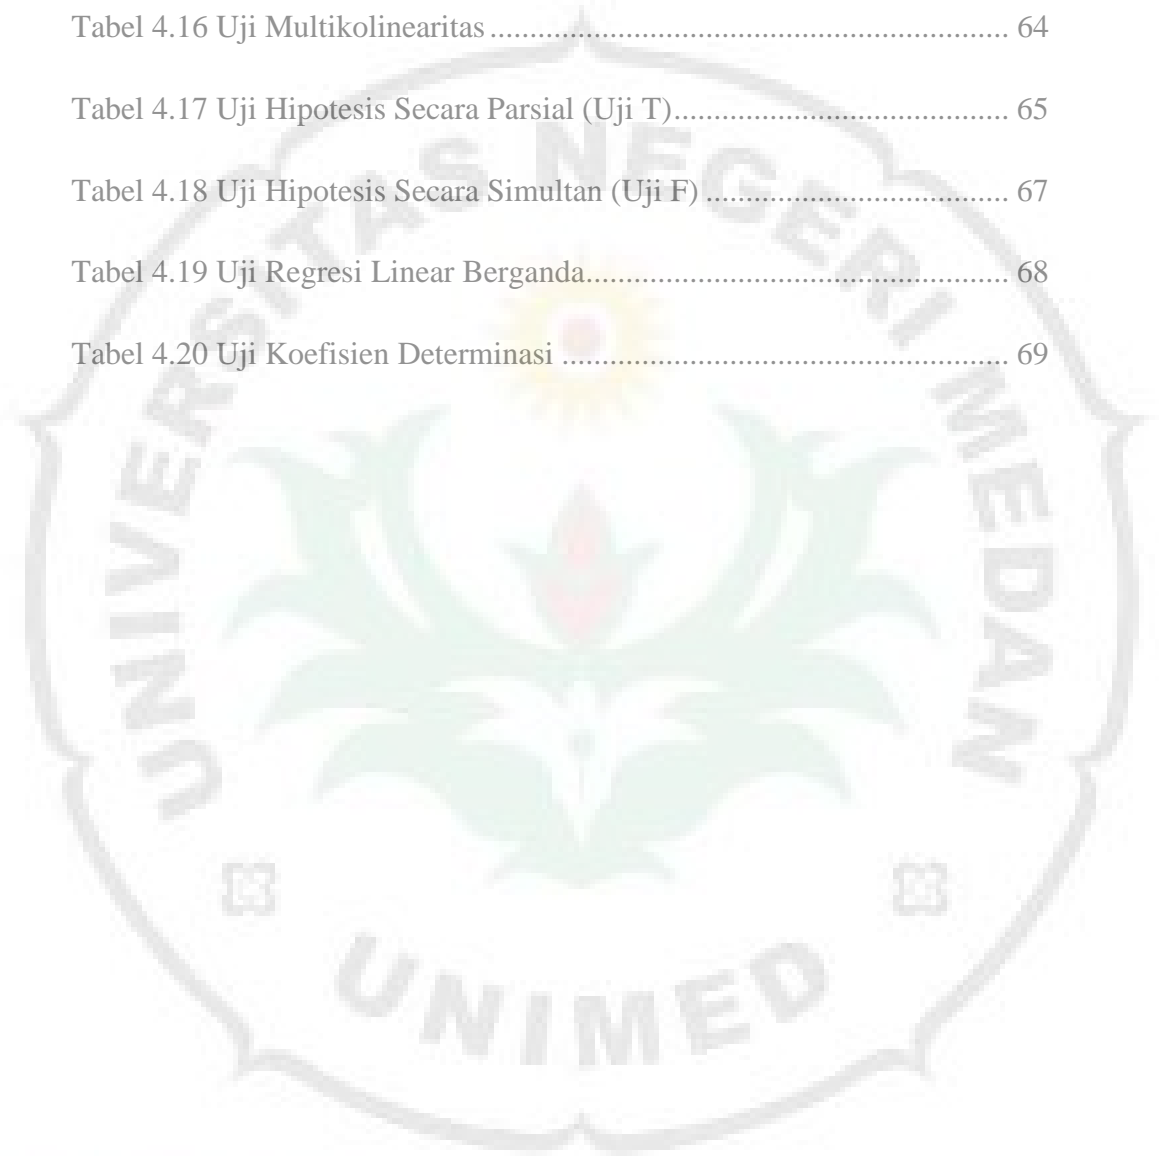 Tabel 4.16 Uji Multikolinearitas ................................................................. 64
Tabel 4.17 Uji Hipotesis Secara Parsial (Uji T).......................................... 65
Tabel 4.18 Uji Hipotesis Secara Simultan (Uji F) ...................................... 67
Tabel 4.19 Uji Regresi Linear Berganda..................................................... 68
Tabel 4.20 Uji Koefisien Determinasi ........................................................ 69
UNIVERSITAS NEGERI MEDAN
UNIMED